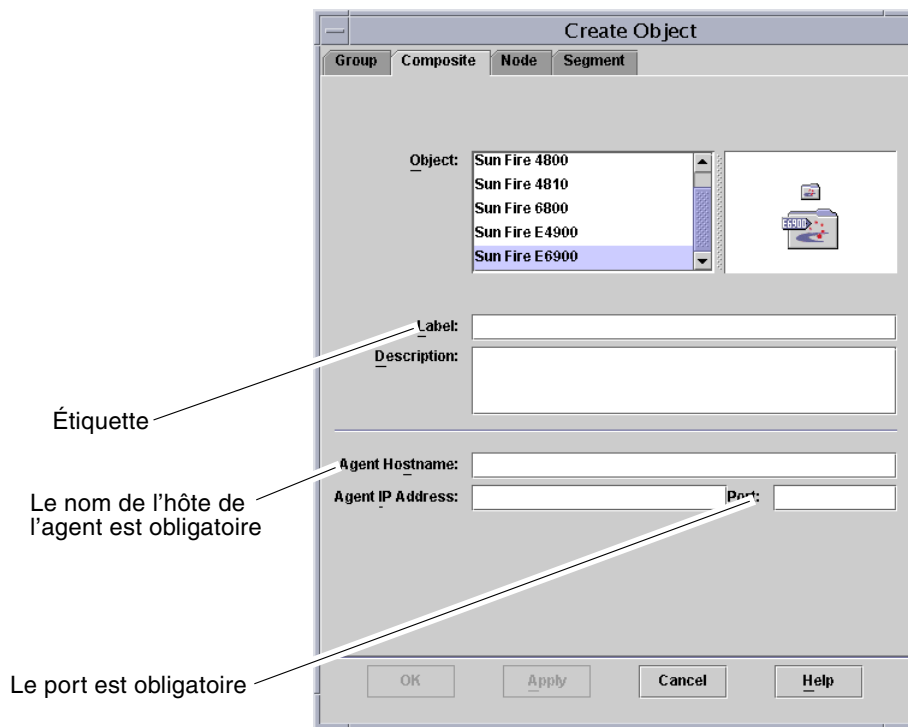 Create Object
Group Composite Node Segment
Object:
Sun Fire 4800
Sun Fire 4810
Sun Fire 6800
Sun Fire E4900
Sun Fire E6900
E6900
Label:
Description:
Étiquette
Agent Hostname:
Le nom de l'hôte de
l'agent est obligatoire
Agent IP Address:
Port:
Le port est obligatoire
OK Apply Cancel Help